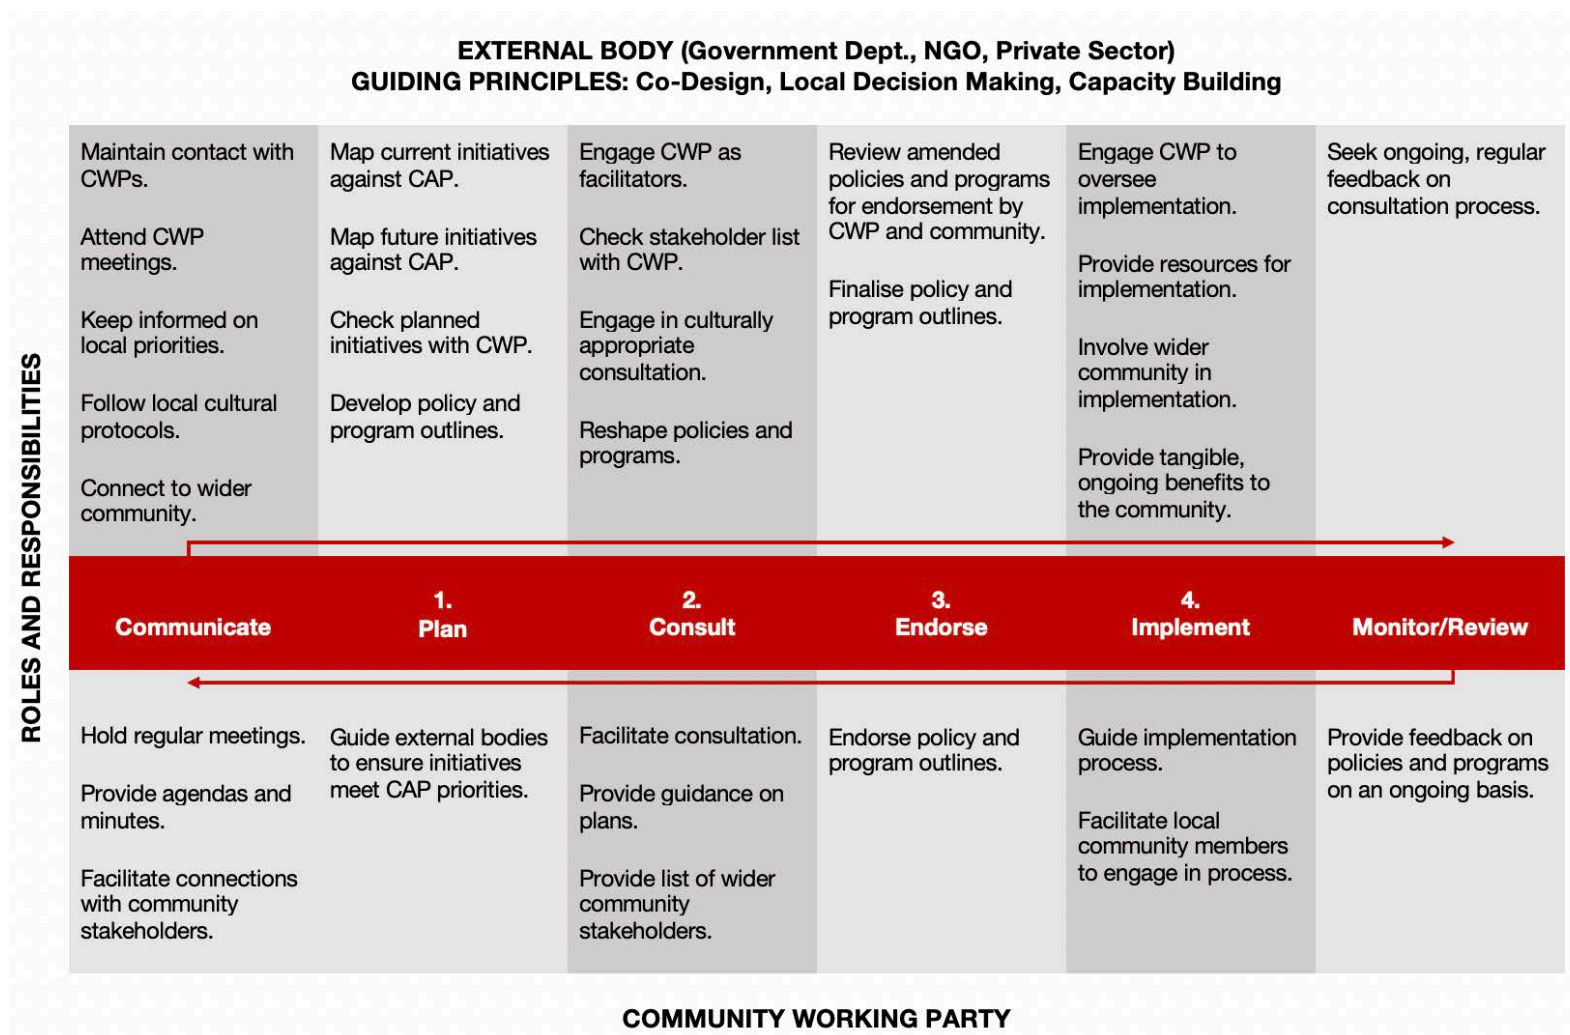 EXTERNAL BODY (Government Dept., NGO, Private Sector)
GUIDING PRINCIPLES: Co-Design, Local Decision Making, Capacity Building
ROLES AND RESPONSIBILITIES
Maintain contact with
CWPs.
Attend CWP
meetings.
Keep informed on
local priorities.
Follow local cultural
protocols.
Connect to wider
community.
Map current initiatives
against CAP.
Map future initiatives
against CAP.
Check planned
initiatives with CWP.
Develop policy and
program outlines.
Engage CWP as
facilitators.
Check stakeholder list
with CWP.
Engage in culturally
appropriate
consultation.
Reshape policies and
programs.
Review amended
policies and programs
for endorsement by
CWP and community.
Finalise policy and
program outlines.
Engage CWP to
oversee
implementation.
Provide resources for
implementation.
Involve wider
community in
implementation.
Provide tangible,
ongoing benefits to
the community.
Seek ongoing, regular
feedback on
consultation process.
Communicate
1.
Plan
2.
Consult
3.
Endorse
4.
Implement
Monitor/Review
Hold regular meetings.
Provide agendas and
minutes.
Facilitate connections
with community
stakeholders.
Guide external bodies
to ensure initiatives
meet CAP priorities.
Facilitate consultation.
Provide guidance on
plans.
Provide list of wider
community
stakeholders.
Endorse policy and
program outlines.
Guide implementation
process.
Facilitate local
community members
to engage in process.
Provide feedback on
policies and programs
on an ongoing basis.
COMMUNITY WORKING PARTY